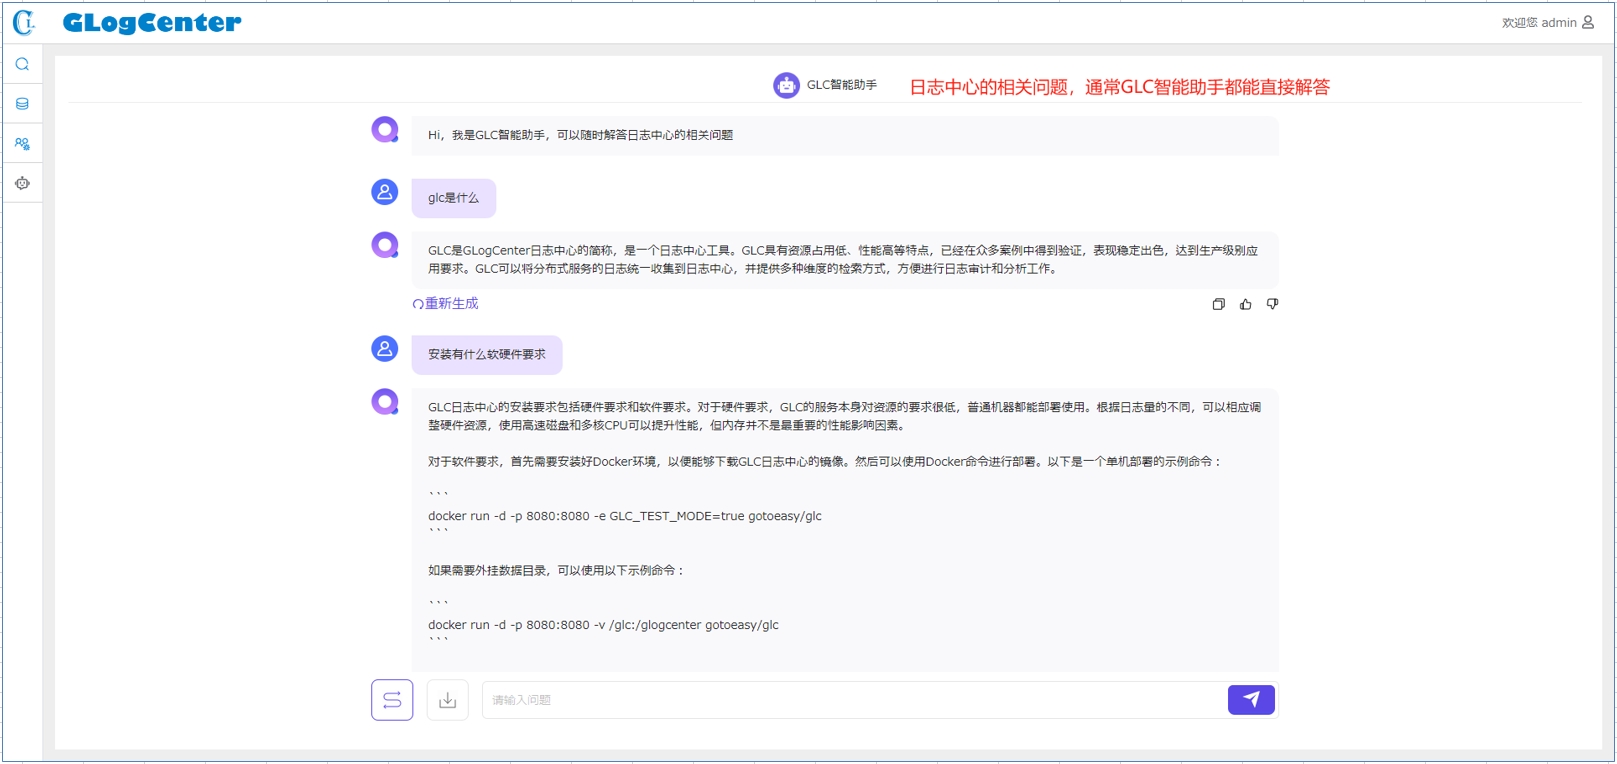 GLogCenter
欢迎您 admin
GLC智能助手
日志中心的相关问题，通常GLC智能助手都能直接解答
Hi，我是GLC智能助手，可以随时解答日志中心的相关问题
glc是什么
GLC是GLogCenter日志中心的简称，是一个日志中心工具。GLC具有资源占用低、性能高等特点，已经在众多案例中得到验证，表现稳定出色，达到生产级别应
用要求。GLC可以将分布式服务的日志统一收集到日志中心，并提供多种维度的检索方式，方便进行日志审计和分析工作。
重新生成
安装有什么软硬件要求
GLC日志中心的安装要求包括硬件要求和软件要求。对于硬件要求，GLC的服务本身对资源的要求很低，普通机器都能部署使用。根据日志量的不同，可以相应调
整硬件资源，使用高速磁盘和多核CPU可以提升性能，但内存并不是最重要的性能影响因素。
对于软件要求，首先需要安装好Docker环境，以便能够下载GLC日志中心的镜像。然后可以使用Docker命令进行部署。以下是一个单机部署的示例命令：
```
docker run -d -p 8080:8080 -e GLC_TEST_MODE=true gotoeasy/glc
```
如果需要外挂数据目录，可以使用以下示例命令：
```
docker run -d -p 8080:8080 -v /glc:/glogcenter gotoeasy/glc
```
请输入问题